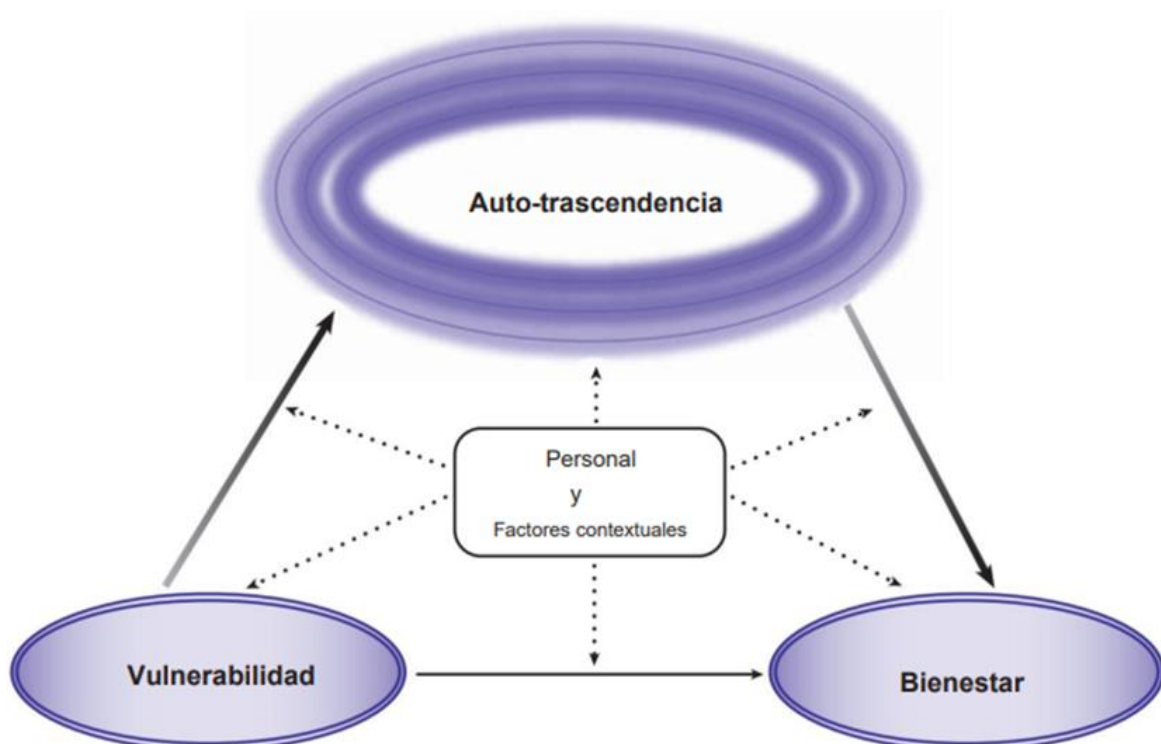 Auto-trascendencia
Personal
y
Factores contextuales
Vulnerabilidad
Bienestar